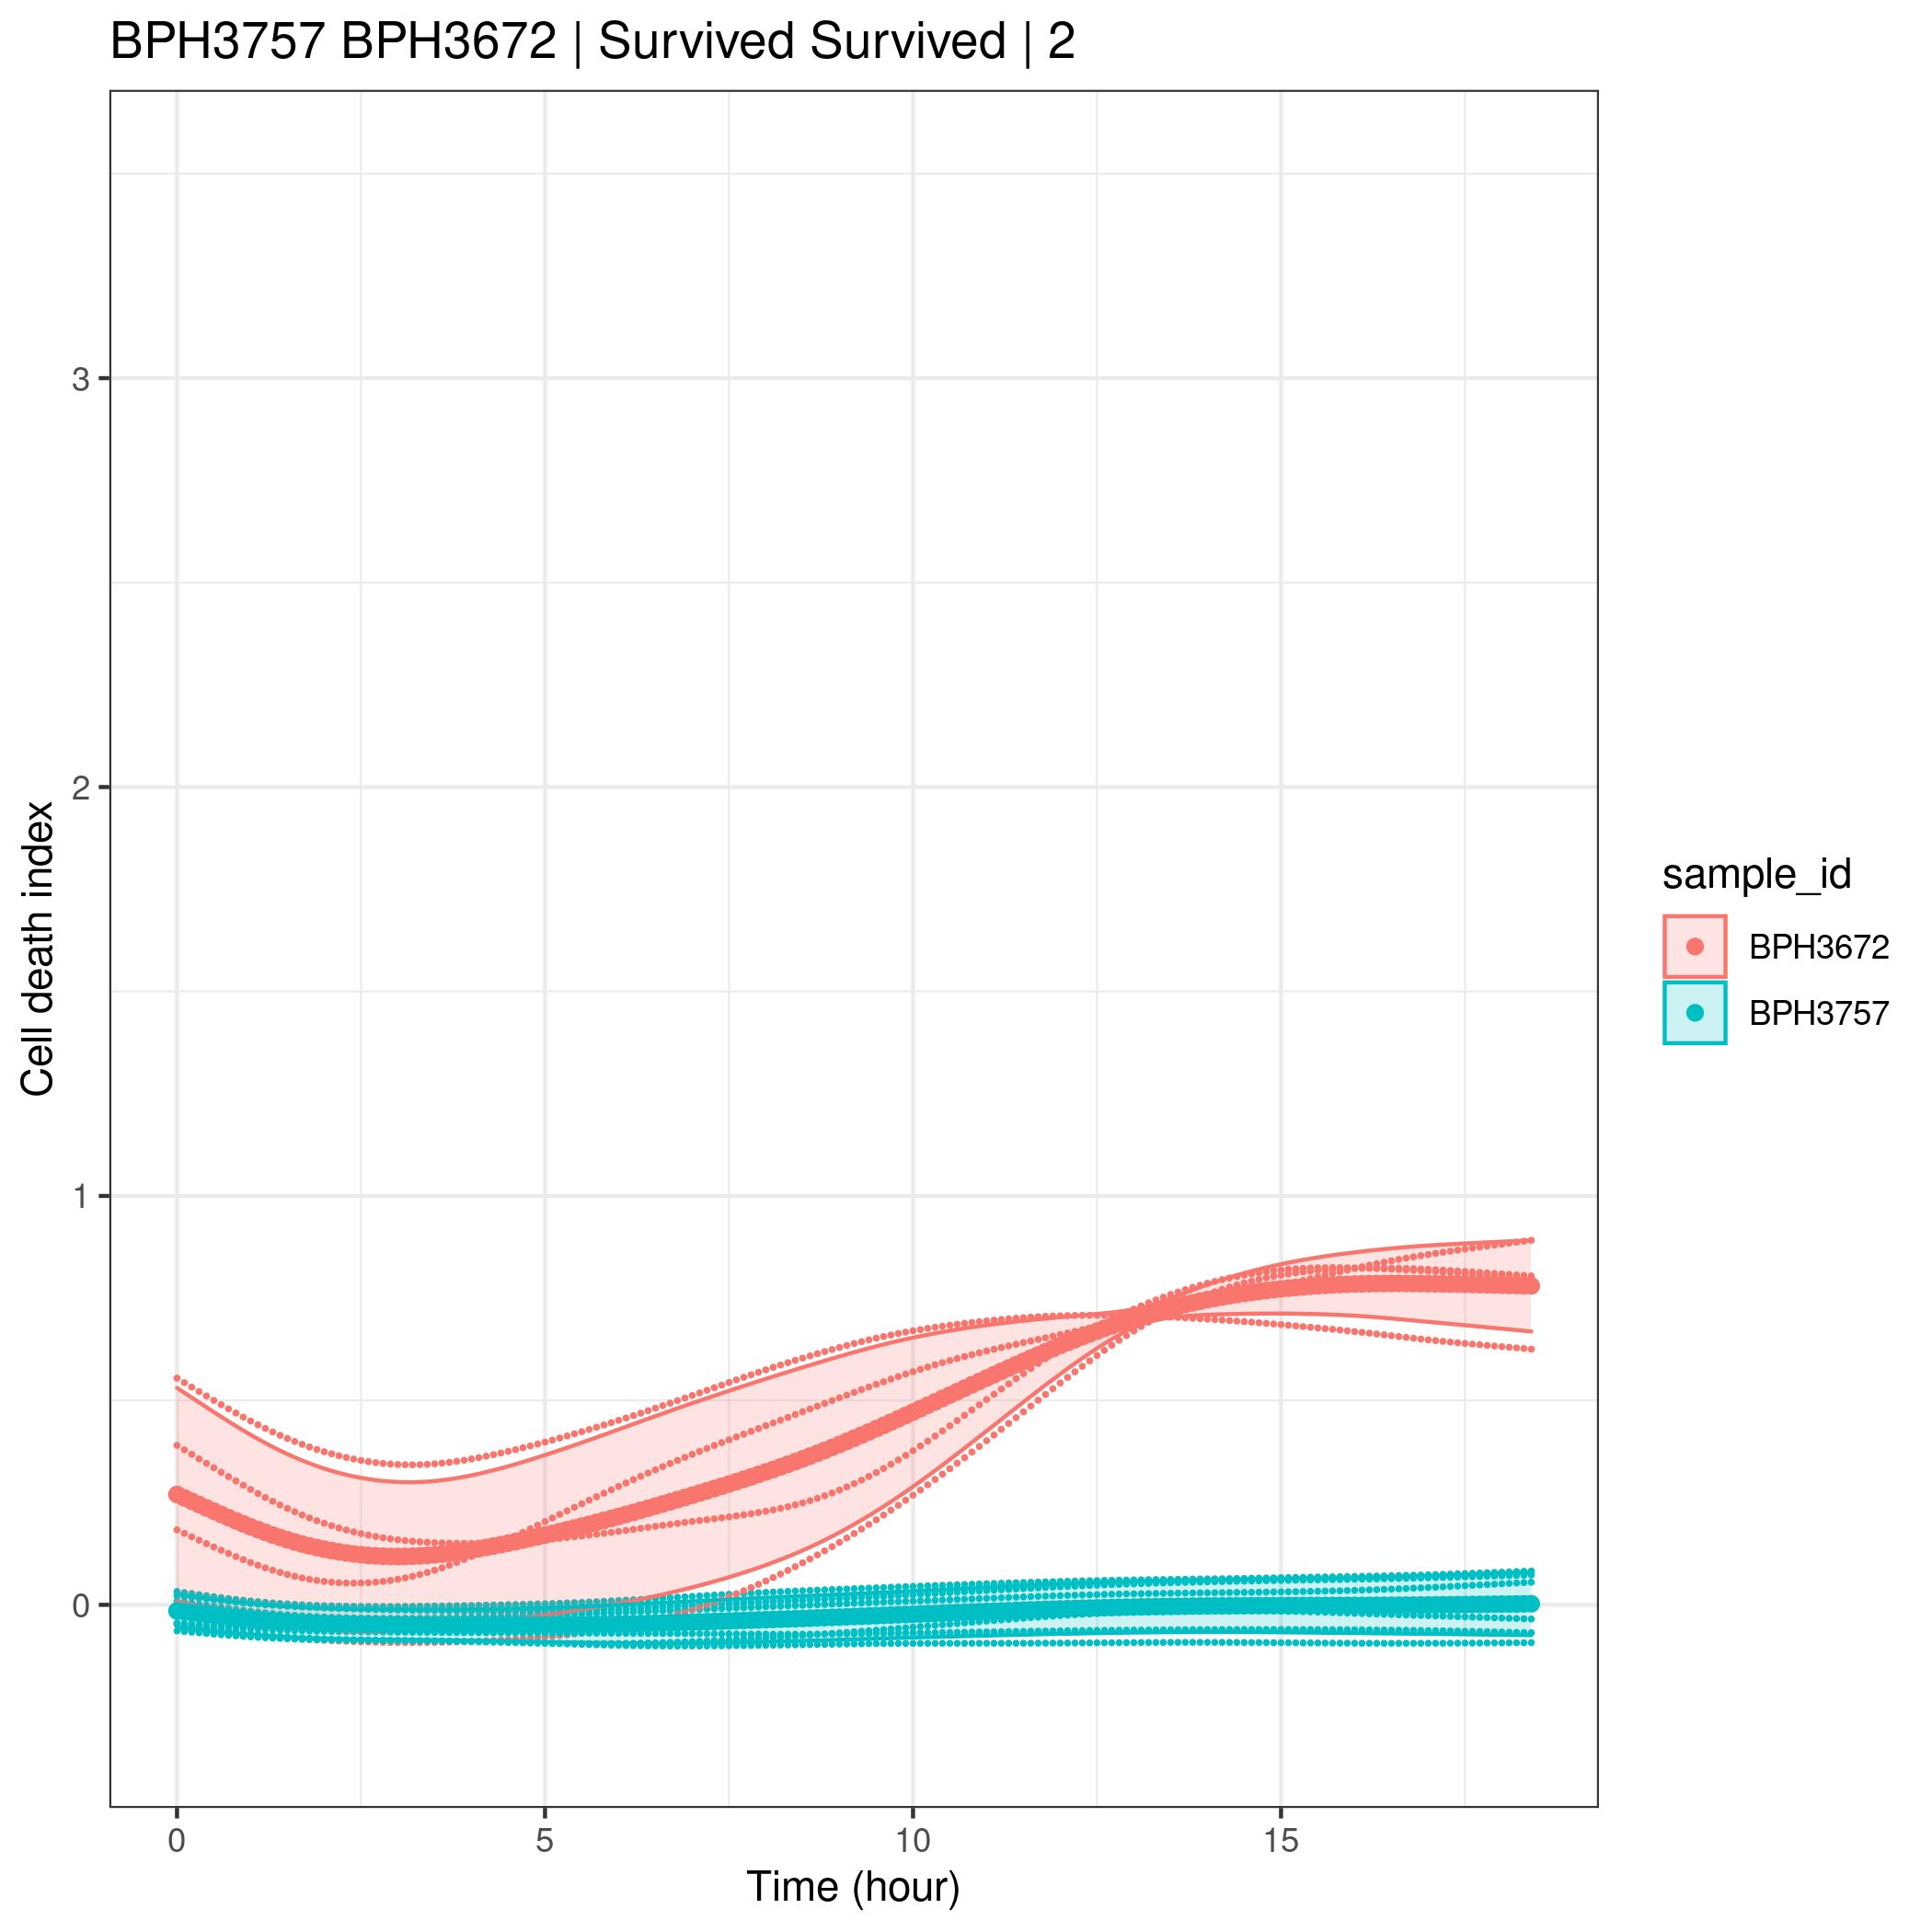 BPH3757 BPH3672 | Survived Survived | 2
3
2
1
0
Cell death index
0 5 10 15
Time (hour)
sample_id
BPH3672
BPH3757